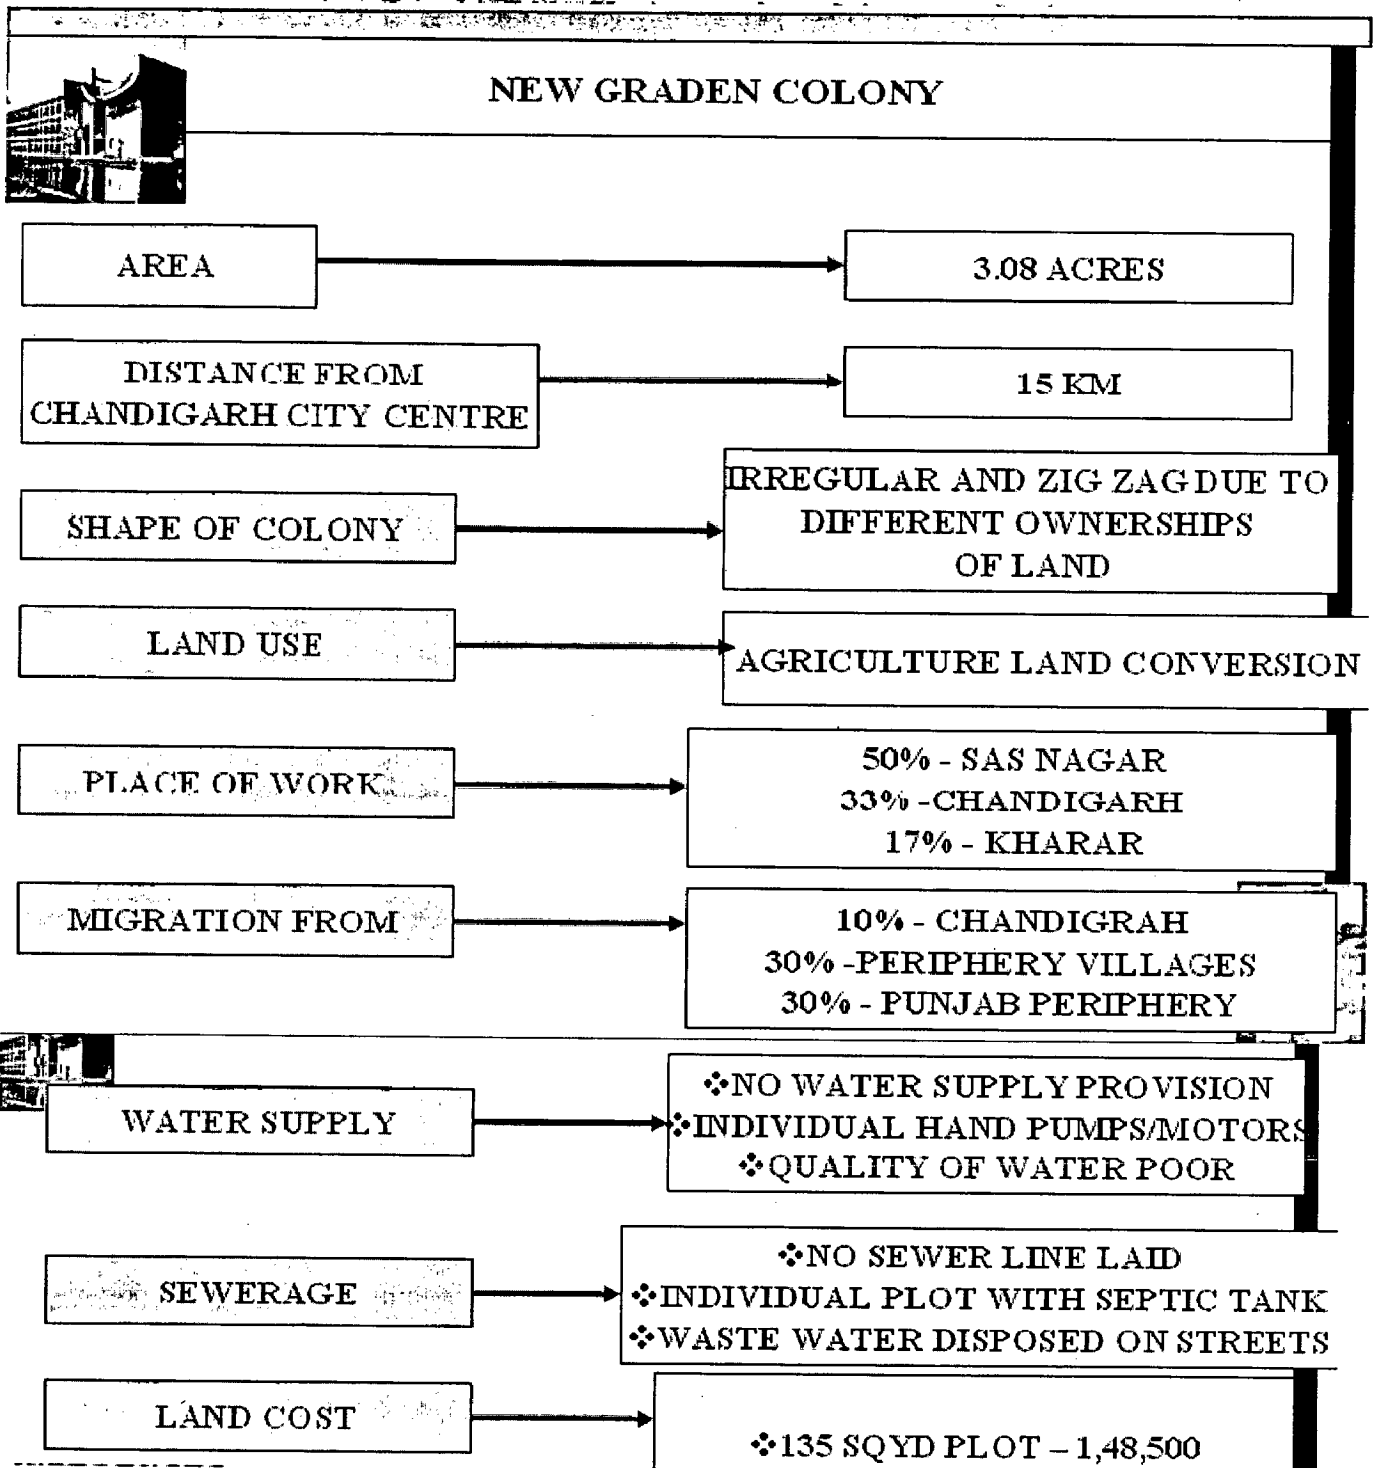 NEW GRADEN COLONY
AREA
3.08 ACRES
DISTANCE FROM
CHANDIGARH CITY CENTRE
15 KM
SHAPE OF COLONY
IRREGULAR AND ZIG ZAG DUE TO
DIFFERENT OWNERSHIPS
OF LAND
LAND USE
AGRICULTURE LAND CONVERSION
PLACE OF WORK
50% - SAS NAGAR
33% -CHANDIGARH
17% - KHARAR
MIGRATION FROM
10% - CHANDIGRAH
30% -PERIPHERY VILLAGES
30% - PUNJAB PERIPHERY
WATER SUPPLY
❖NO WATER SUPPLY PROVISION
❖INDIVIDUAL HAND PUMPS/MOTORS
❖QUALITY OF WATER POOR
SEWERAGE
❖NO SEWER LINE LAID
❖INDIVIDUAL PLOT WITH SEPTIC TANK
❖WASTE WATER DISPOSED ON STREETS
LAND COST
❖135 SQYD PLOT – 1,48,500